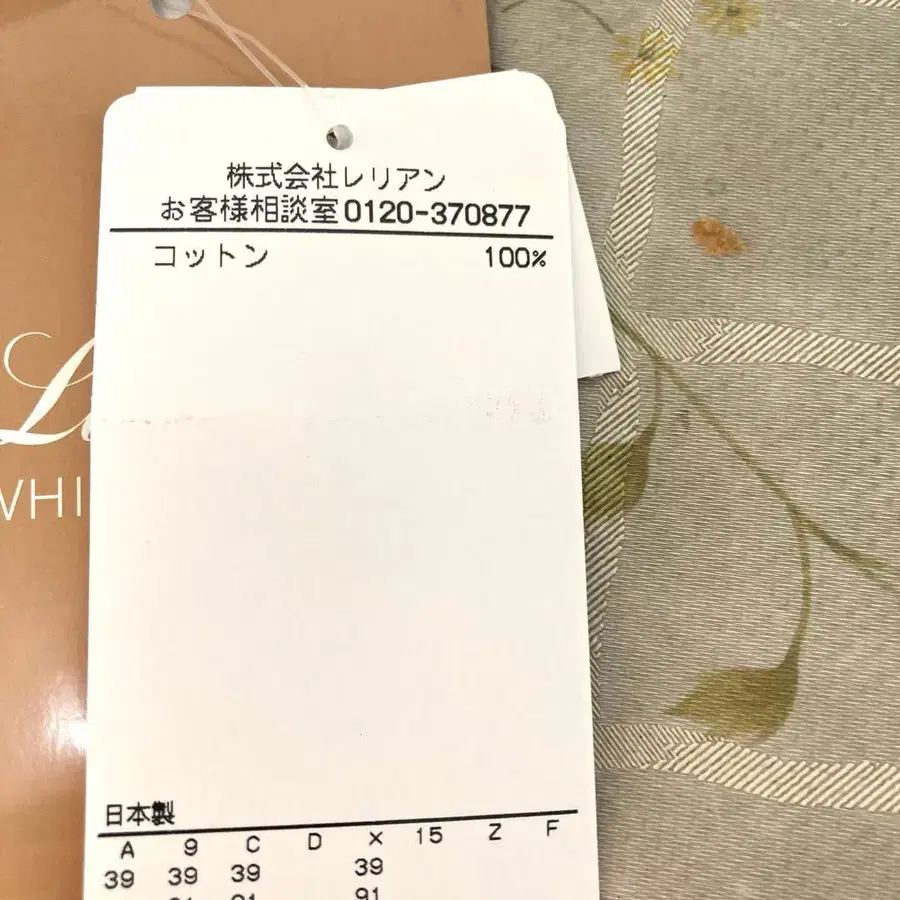 株式会社レリアン
お客様相談室0120-370877
コットン 100%
WHI
日本製
A 9 C D X 15 Z F
39 39 39 39
91